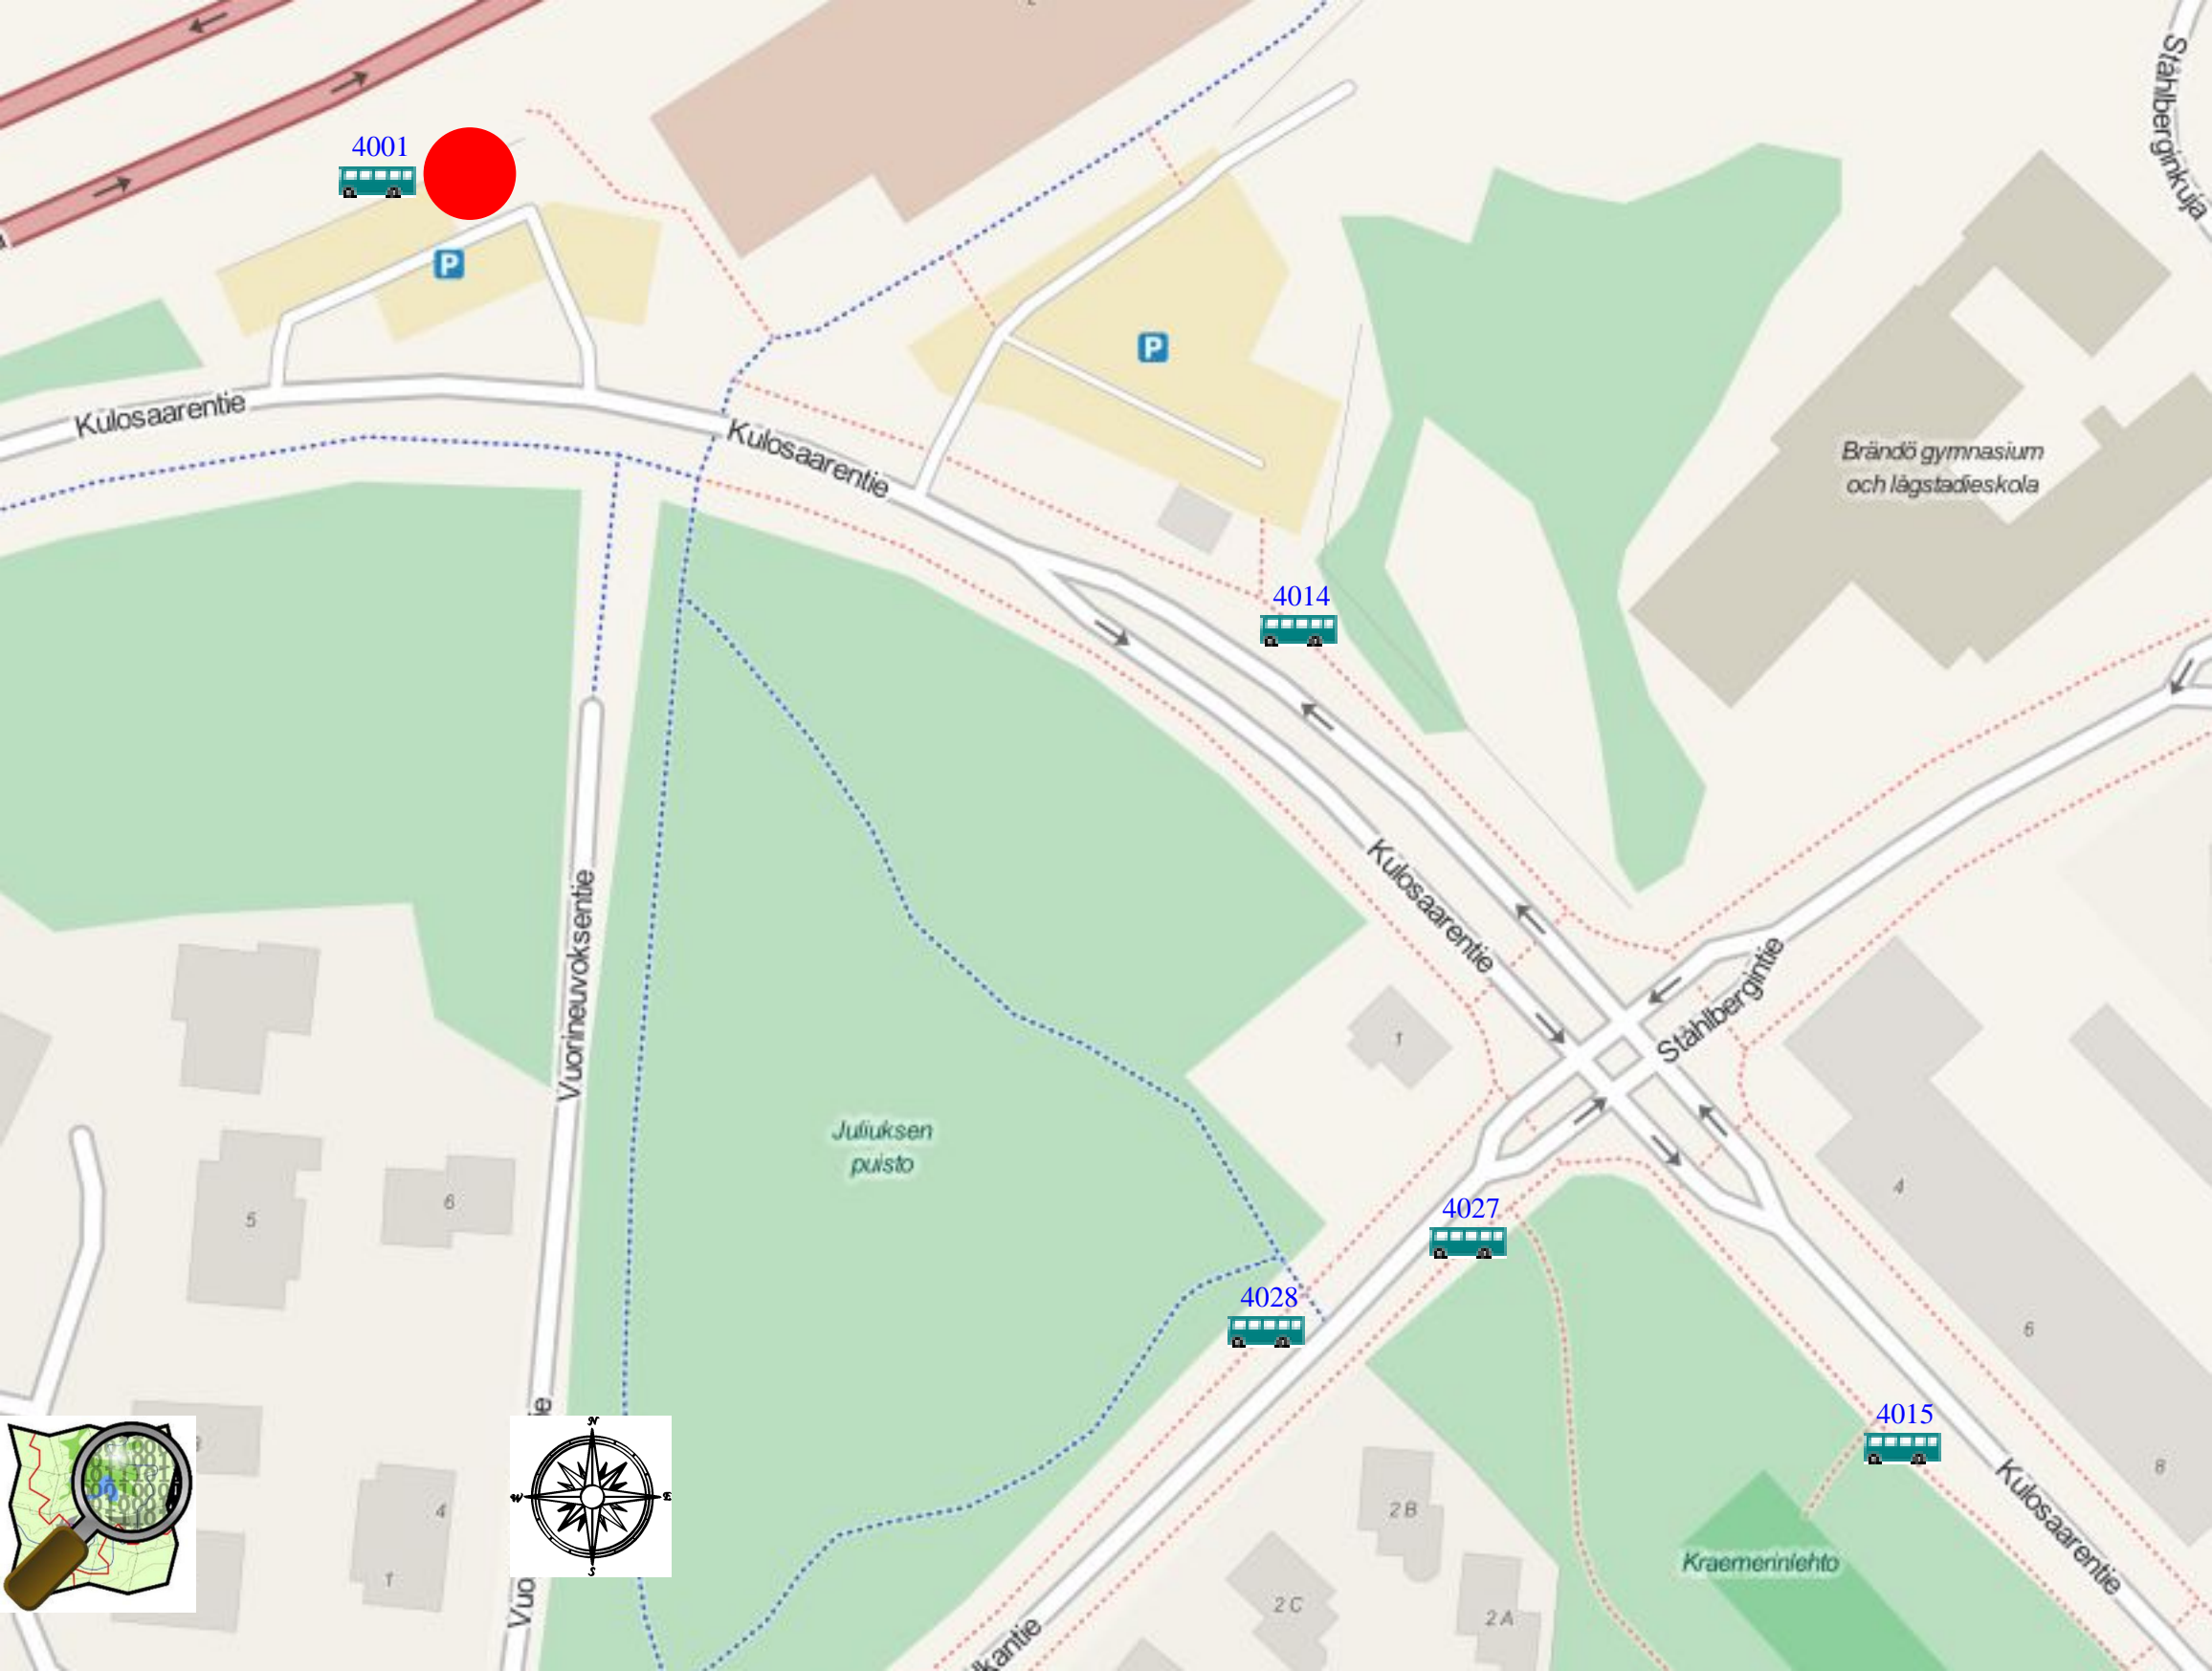 Ståhlberginkuja
4001
P
Kulosaarentie
Kulosaarentie
P
Brändö gymnasium
och lågstadieskola
4014
Kulosaarentie
Vuorineuvoksentie
Ståhlbergintie
1
Juliuksen
puisto
5
6
4
4027
4028
6
4015
8
Kulosaarentie
N
W
E
S
4
1
2 B
2 C
2 A
Kraemerinlehto